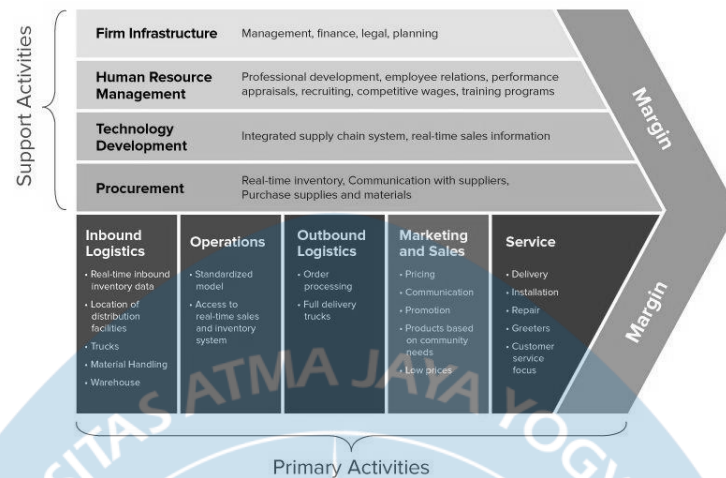 Support Activities
Firm Infrastructure
Management, finance, legal, planning
Human Resource
Management
Professional development, employee relations, performance
appraisals, recruiting, competitive wages, training programs
Technology
Development
Integrated supply chain system, real-time sales information
Procurement
Real-time inventory, Communication with suppliers,
Purchase supplies and materials
Margin
Inbound
Logistics
• Real-time inbound
inventory data
• Location of
distribution
facilities
• Trucks
• Material Handling
• Warehouse
Operations
• Standardized
model
• Access to
real-time sales
and inventory
system
Outbound
Logistics
• Order
processing
• Full delivery
trucks
Marketing
and Sales
• Pricing
• Communication
• Promotion
• Products based
on community
needs
• Low prices
Service
• Delivery
• Installation
• Repair
• Greeters
• Customer
service
focus
Margin
Primary Activities
ATMA JAYA